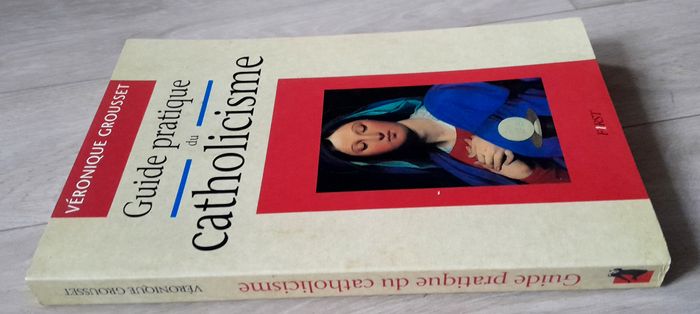 VÉRONIQUE GROUSSET
Guide pratique
du
catholicisme
FIRST
VÉRONIQUE GROUSSET
Guide pratique du catholicisme